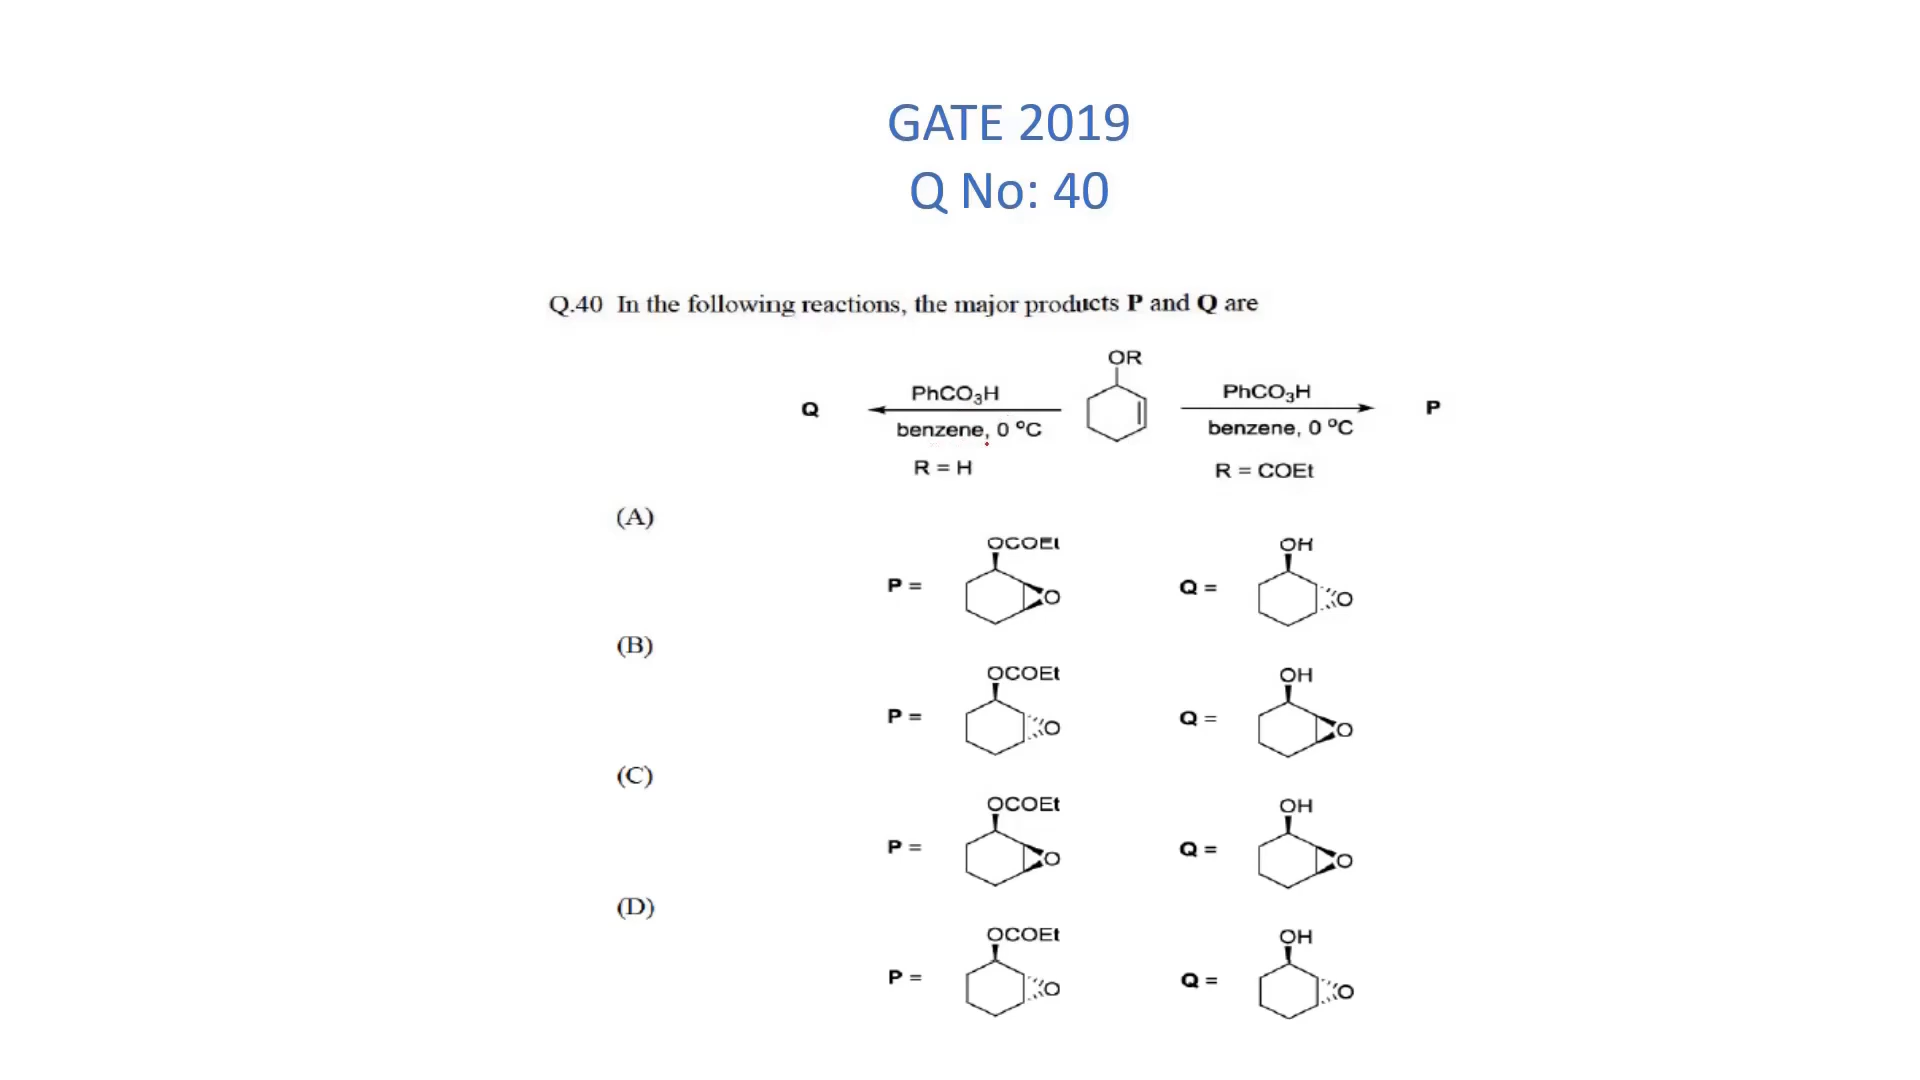 GATE 2019
Q No: 40
Q.40 In the following reactions, the major products P and Q are
OR
Q PhCO3H PhCO3H P
benzene, 0 °C benzene, 0 °C
R = H R = COEt
(A)
OCOEt OH
P = O Q = O
(B)
OCOEt OH
P = O Q = O
(C)
OCOEt OH
P = O Q = O
(D)
OCOEt OH
P = O Q = O